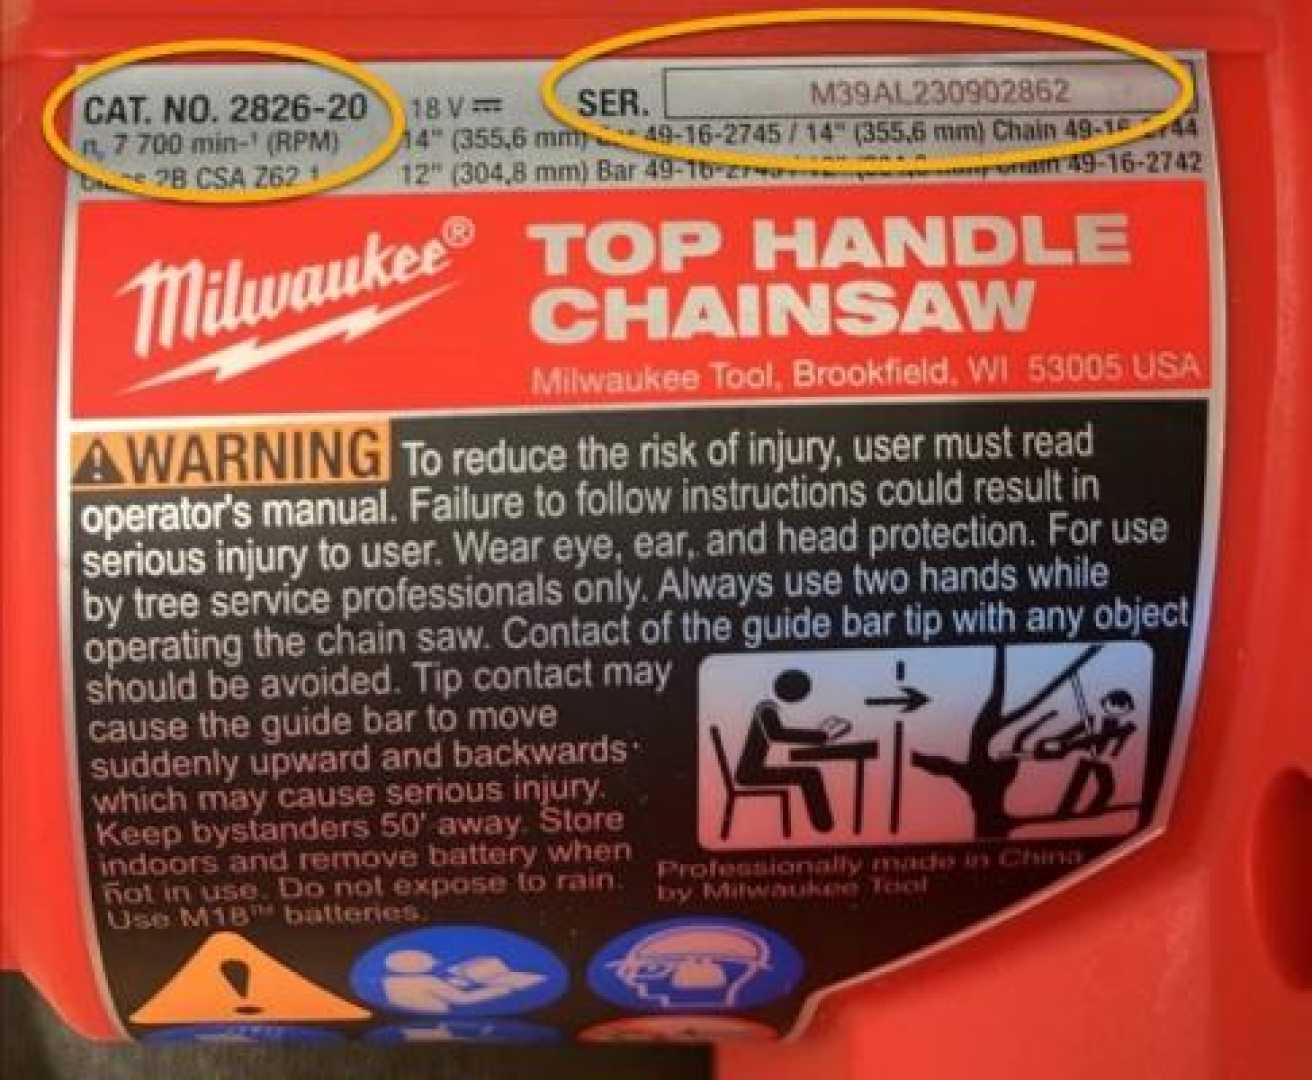 CAT. NO. 2826-20 18 V SER. M39AL230902862
n₀ 7 700 min-¹ (RPM) 14" (355,6 mm) 49-16-2745 / 14" (355,6 mm) Chain 49-16-2744
2B CSA Z62.1 12" (304,8 mm) Bar Chain 49-16-2742
Milwaukee®
TOP HANDLE
CHAINSAW
Milwaukee Tool, Brookfield, WI 53005 USA
WARNING To reduce the risk of injury, user must read
operator's manual. Failure to follow instructions could result in
serious injury to user. Wear eye, ear, and head protection. For use
by tree service professionals only. Always use two hands while
operating the chain saw. Contact of the guide bar tip with any object
should be avoided. Tip contact may
cause the guide bar to move
suddenly upward and backwards
which may cause serious injury.
Keep bystanders 50' away. Store
indoors and remove battery when
not in use. Do not expose to rain.
Use M18™ batteries.
Professionally made in China
by Milwaukee Tool